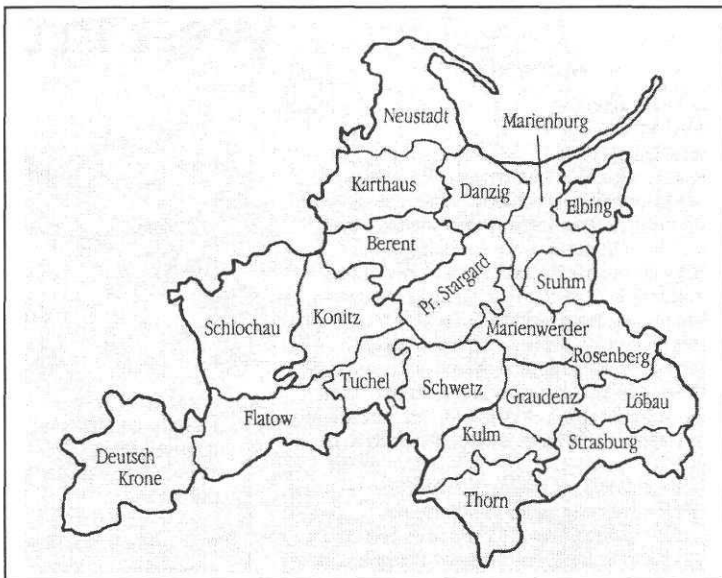 Neustadt
Marienburg
Karthaus
Danzig
Elbing
Berent
Pr. Stargard
Stuhm
Schlochau
Konitz
Marienwerder
Rosenberg
Tuchel
Schwetz
Graudenz
Löbau
Flatow
Kulm
Strasburg
Deutsch
Krone
Thorn